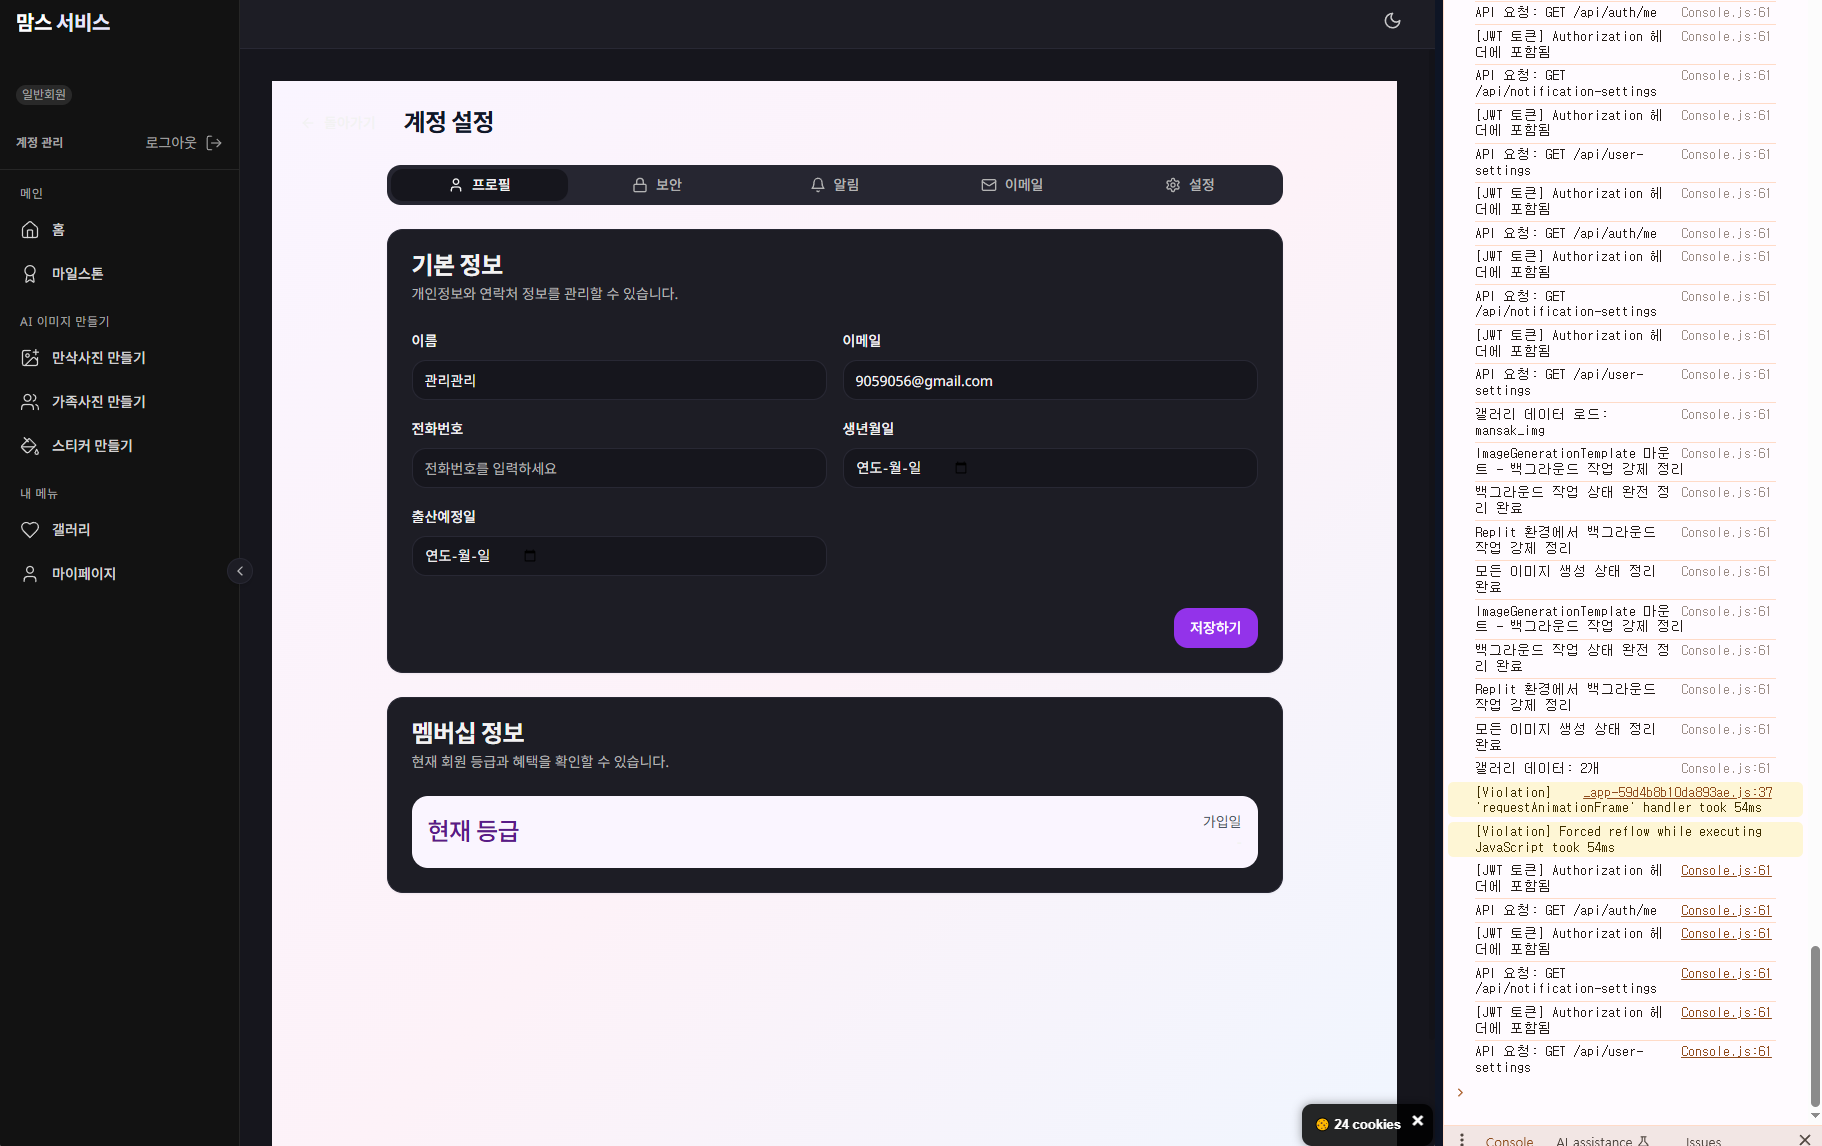 맘스 서비스
일반회원
계정 관리
로그아웃
메인
홈
마일스톤
AI 이미지 만들기
만삭사진 만들기
가족사진 만들기
스티커 만들기
내 메뉴
갤러리
마이페이지
돌아가기
계정 설정
프로필
보안
알림
이메일
설정
기본 정보
개인정보와 연락처 정보를 관리할 수 있습니다.
이름
이메일
관리관리
9059056@gmail.com
전화번호
생년월일
전화번호를 입력하세요
연도-월-일
출산예정일
연도-월-일
저장하기
멤버십 정보
현재 회원 등급과 혜택을 확인할 수 있습니다.
현재 등급
가입일
24 cookies
API 요청: GET /api/auth/me Console.js:61
[JWT 토큰] Authorization 헤 Console.js:61
더에 포함됨
API 요청: GET Console.js:61
/api/notification-settings
[JWT 토큰] Authorization 헤 Console.js:61
더에 포함됨
API 요청: GET /api/user- Console.js:61
settings
[JWT 토큰] Authorization 헤 Console.js:61
더에 포함됨
API 요청: GET /api/auth/me Console.js:61
[JWT 토큰] Authorization 헤 Console.js:61
더에 포함됨
API 요청: GET Console.js:61
/api/notification-settings
[JWT 토큰] Authorization 헤 Console.js:61
더에 포함됨
API 요청: GET /api/user- Console.js:61
settings
갤러리 데이터 로드: Console.js:61
mansak_img
ImageGenerationTemplate 마운 Console.js:61
트 - 백그라운드 작업 강제 정리
백그라운드 작업 상태 완전 정 Console.js:61
리 완료
Replit 환경에서 백그라운드 Console.js:61
작업 강제 정리
모든 이미지 생성 상태 정리 Console.js:61
완료
ImageGenerationTemplate 마운 Console.js:61
트 - 백그라운드 작업 강제 정리
백그라운드 작업 상태 완전 정 Console.js:61
리 완료
Replit 환경에서 백그라운드 Console.js:61
작업 강제 정리
모든 이미지 생성 상태 정리 Console.js:61
완료
갤러리 데이터: 2개 Console.js:61
[Violation] _app-59d4b8b10da893ae.js:37
'requestAnimationFrame' handler took 54ms
[Violation] Forced reflow while executing
JavaScript took 54ms
[JWT 토큰] Authorization 헤 Console.js:61
더에 포함됨
API 요청: GET /api/auth/me Console.js:61
[JWT 토큰] Authorization 헤 Console.js:61
더에 포함됨
API 요청: GET Console.js:61
/api/notification-settings
[JWT 토큰] Authorization 헤 Console.js:61
더에 포함됨
API 요청: GET /api/user- Console.js:61
settings
Console
AI assistance
Issues